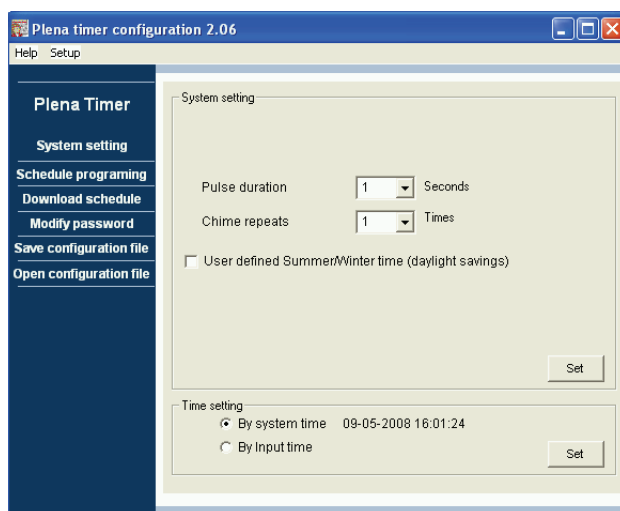 Plena timer configuration 2.06
Help Setup
Plena Timer
System setting
Schedule programing
Download schedule
Modify password
Save configuration file
Open configuration file
System setting
Pulse duration 1 Seconds
Chime repeats 1 Times
User defined Summer/Winter time (daylight savings)
Set
Time setting
By system time 09-05-2008 16:01:24
By Input time
Set